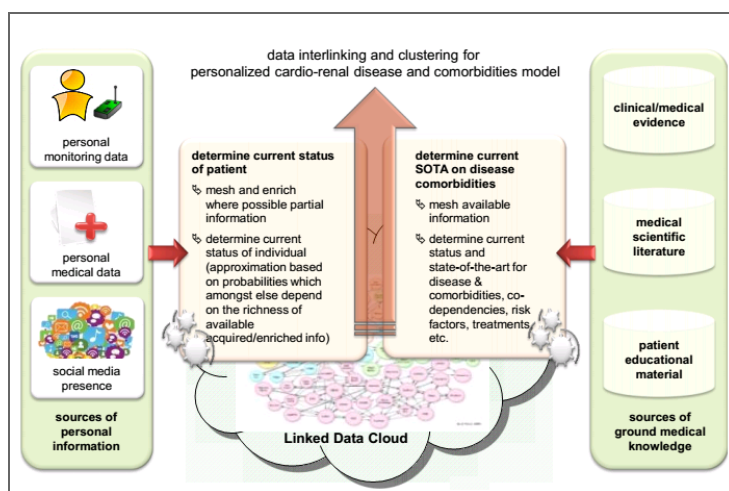 data interlinking and clustering for
personalized cardio-renal disease and comorbidities model
personal
monitoring data
personal
medical data
social media
presence
sources of
personal
information
determine current status
of patient
mesh and enrich
where possible partial
information
determine current
status of individual
(approximation based
on probabilities which
amongst else depend
on the richness of
available
acquired/enriched info)
determine current
SOTA on disease
comorbidities
mesh available
information
determine current
status and
state-of-the-art for
disease &
comorbidities, co-
dependencies, risk
factors, treatments,
etc.
Linked Data Cloud
clinical/medical
evidence
medical
scientific
literature
patient
educational
material
sources of
ground medical
knowledge